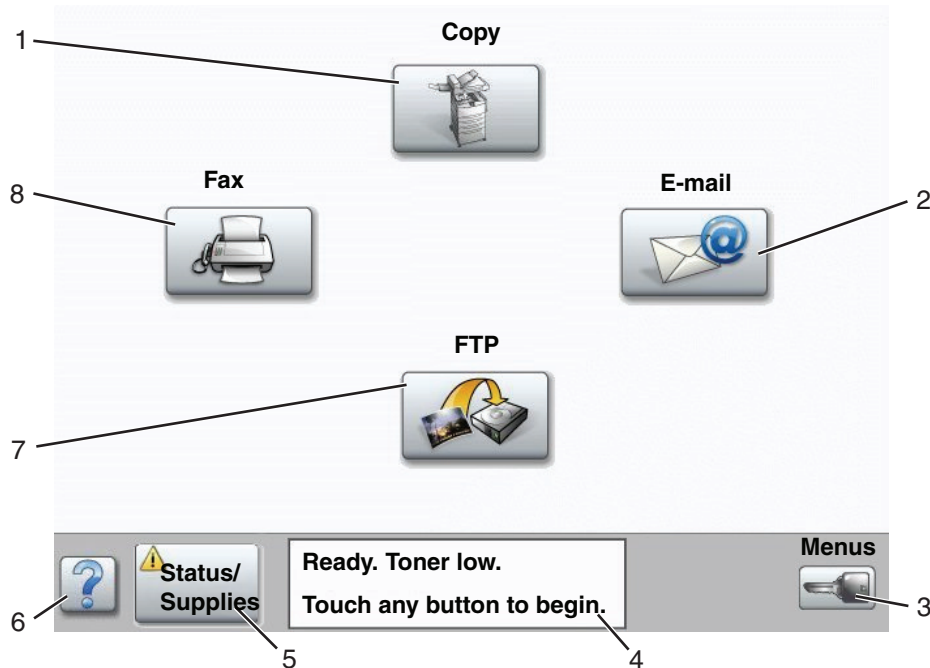 1
Copy
Fax
E-mail
8
2
FTP
7
Status/
Supplies
Ready. Toner low.
Touch any button to begin.
Menus
6
5
4
3